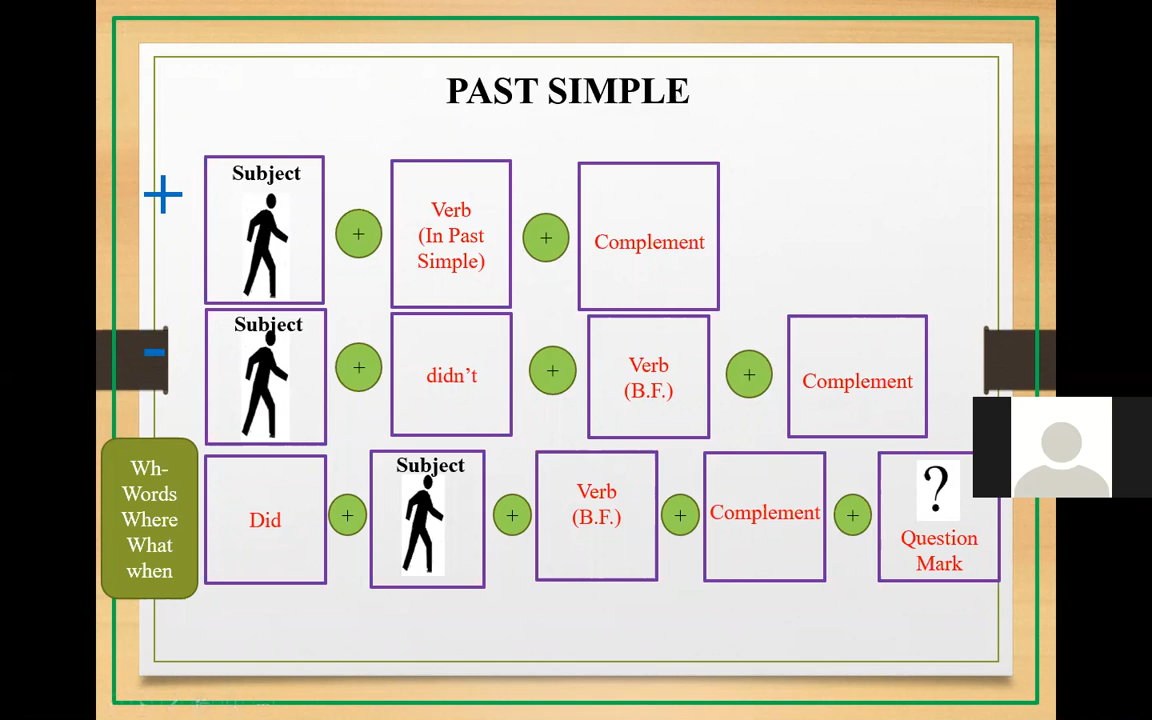 PAST SIMPLE
+
Subject
+
Verb
(In Past
Simple)
+
Complement
-
Subject
+
didn’t
+
Verb
(B.F.)
+
Complement
Wh-
Words
Where
What
when
Did
+
Subject
+
Verb
(B.F.)
+
Complement
+
?
Question
Mark